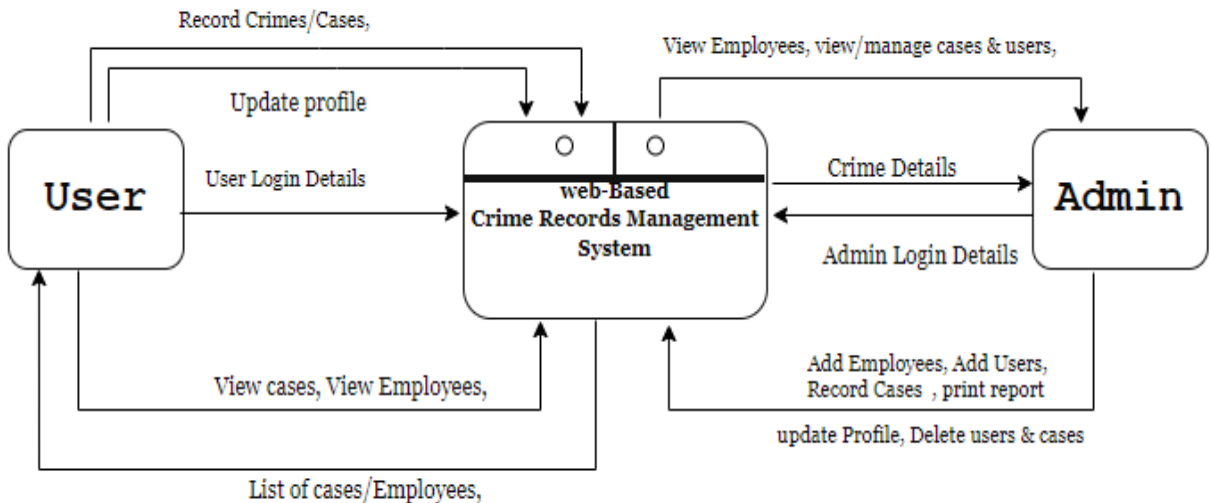 Record Crimes/Cases,
View Employees, view/manage cases & users,
Update profile
User
User Login Details
web-Based
Crime Records Management
System
Crime Details
Admin
Admin Login Details
View cases, View Employees,
Add Employees, Add Users,
Record Cases , print report
update Profile, Delete users & cases
List of cases/Employees,